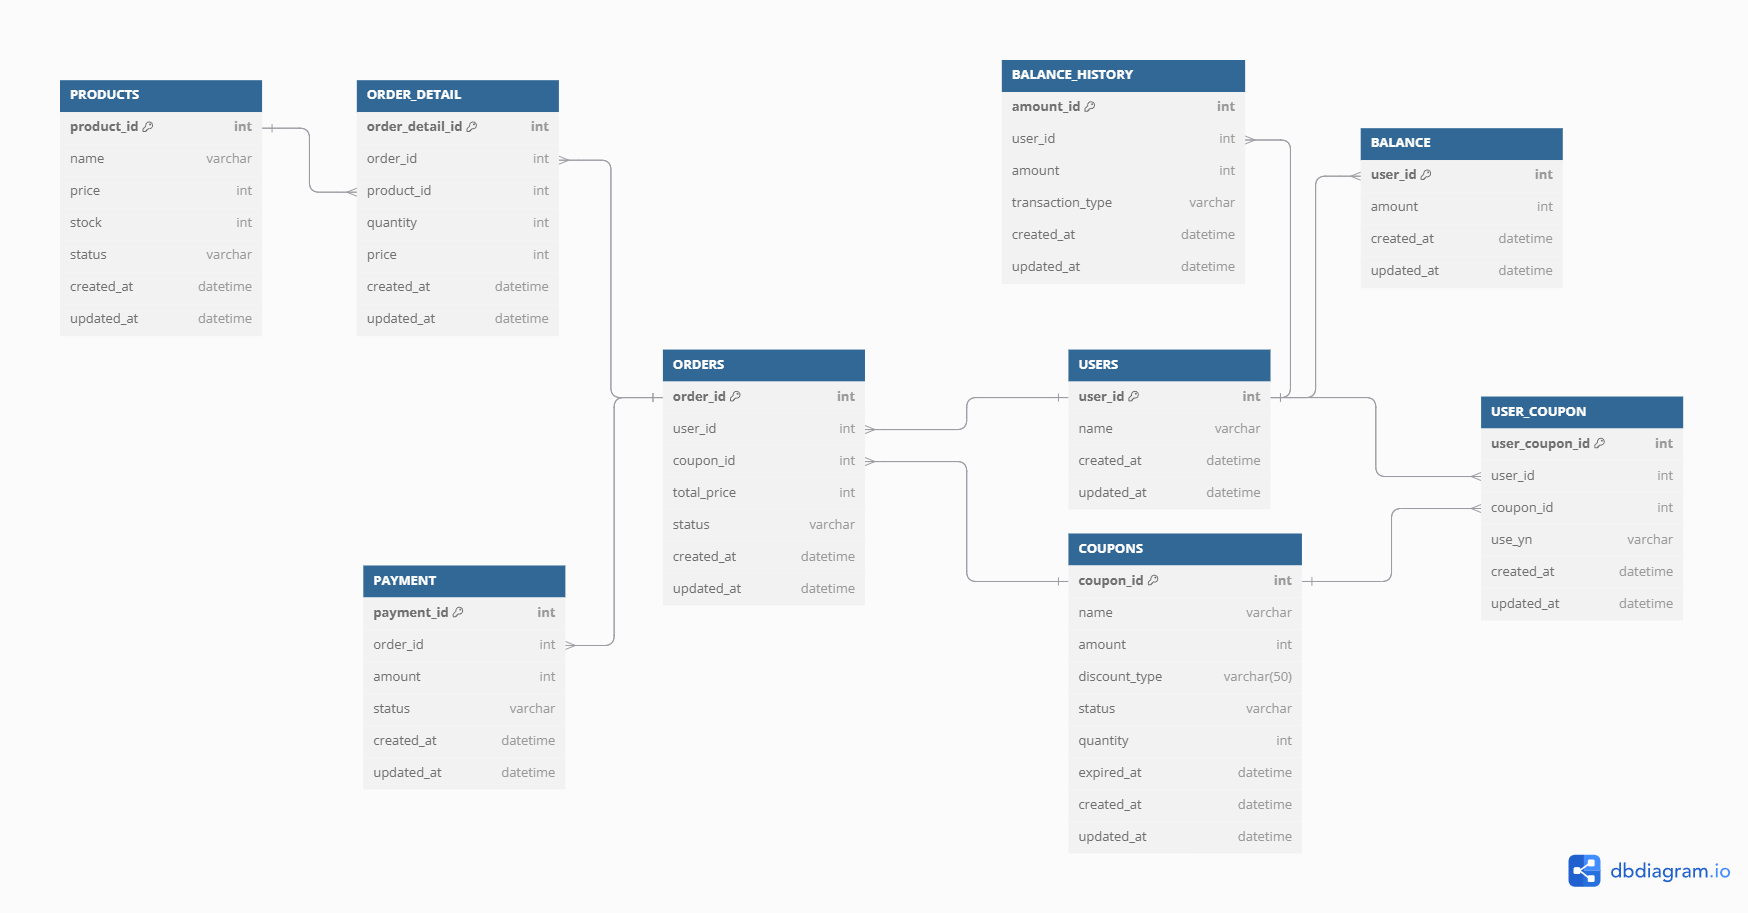 PRODUCTS
product_id int
name varchar
price int
stock int
status varchar
created_at datetime
updated_at datetime
ORDER_DETAIL
order_detail_id int
order_id int
product_id int
quantity int
price int
created_at datetime
updated_at datetime
BALANCE_HISTORY
amount_id int
user_id int
amount int
transaction_type varchar
created_at datetime
updated_at datetime
BALANCE
user_id int
amount int
created_at datetime
updated_at datetime
ORDERS
order_id int
user_id int
coupon_id int
total_price int
status varchar
created_at datetime
updated_at datetime
USERS
user_id int
name varchar
created_at datetime
updated_at datetime
USER_COUPON
user_coupon_id int
user_id int
coupon_id int
use_yn varchar
created_at datetime
updated_at datetime
PAYMENT
payment_id int
order_id int
amount int
status varchar
created_at datetime
updated_at datetime
COUPONS
coupon_id int
name varchar
amount int
discount_type varchar(50)
status varchar
quantity int
expired_at datetime
created_at datetime
updated_at datetime
dbdiagram.io